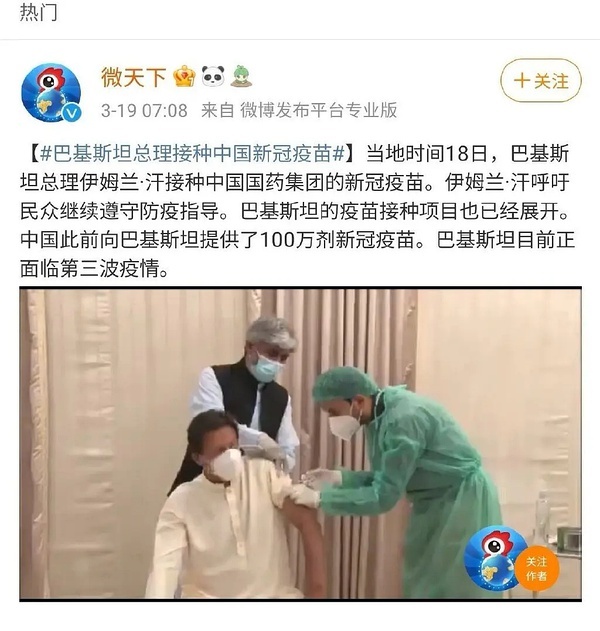 热门
微天下
+关注
3-19 07:08 来自 微博发布平台专业版
【#巴基斯坦总理接种中国新冠疫苗#】当地时间18日，巴基斯
坦总理伊姆兰·汗接种中国国药集团的新冠疫苗。伊姆兰·汗呼吁
民众继续遵守防疫指导。巴基斯坦的疫苗接种项目也已经展开。
中国此前向巴基斯坦提供了100万剂新冠疫苗。巴基斯坦目前正
面临第三波疫情。
关注
作者